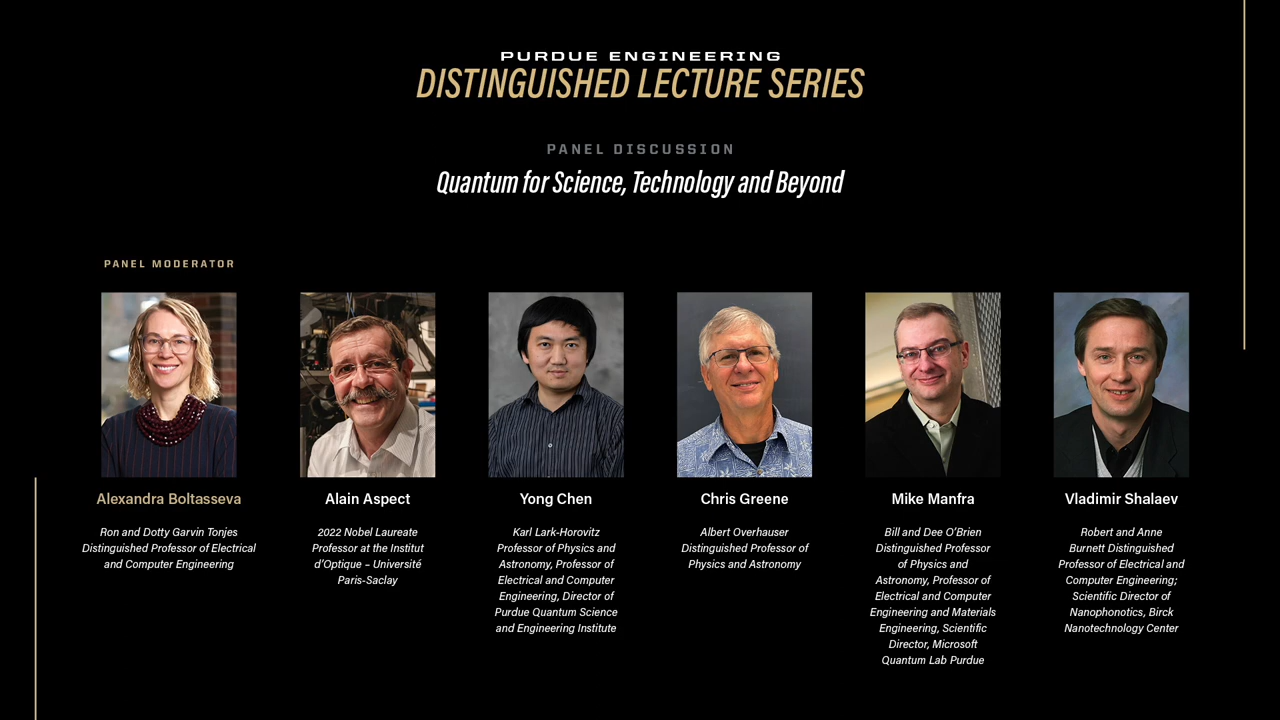 PURDUE ENGINEERING
DISTINGUISHED LECTURE SERIES
PANEL DISCUSSION
Quantum for Science, Technology and Beyond
PANEL MODERATOR
Alexandra Boltasseva
Ron and Dotty Garvin Tonjes
Distinguished Professor of Electrical
and Computer Engineering
Alain Aspect
2022 Nobel Laureate
Professor at the Institut
d'Optique – Université
Paris-Saclay
Yong Chen
Karl Lark-Horovitz
Professor of Physics and
Astronomy, Professor of
Electrical and Computer
Engineering, Director of
Purdue Quantum Science
and Engineering Institute
Chris Greene
Albert Overhauser
Distinguished Professor of
Physics and Astronomy
Mike Manfra
Bill and Dee O'Brien
Distinguished Professor
of Physics and
Astronomy, Professor of
Electrical and Computer
Engineering and Materials
Engineering, Scientific
Director, Microsoft
Quantum Lab Purdue
Vladimir Shalaev
Robert and Anne
Burnett Distinguished
Professor of Electrical and
Computer Engineering;
Scientific Director of
Nanophotonics, Birck
Nanotechnology Center